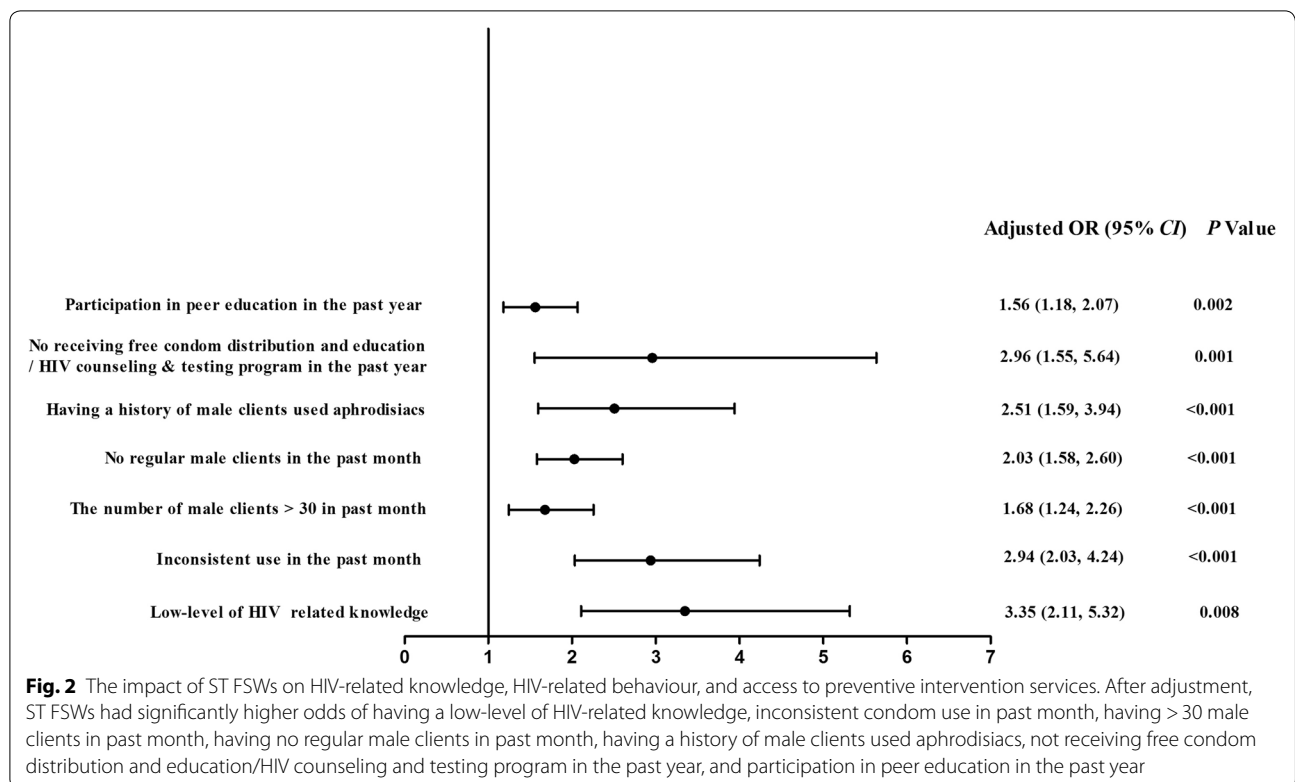 Adjusted OR (95% CI) P Value
Participation in peer education in the past year 1.56 (1.18, 2.07) 0.002
No receiving free condom distribution and education
/ HIV counseling & testing program in the past year 2.96 (1.55, 5.64) 0.001
Having a history of male clients used aphrodisiacs 2.51 (1.59, 3.94) <0.001
No regular male clients in the past month 2.03 (1.58, 2.60) <0.001
The number of male clients > 30 in past month 1.68 (1.24, 2.26) <0.001
Inconsistent use in the past month 2.94 (2.03, 4.24) <0.001
Low-level of HIV related knowledge 3.35 (2.11, 5.32) 0.008
0 1 2 3 4 5 6 7
Fig. 2 The impact of ST FSWs on HIV-related knowledge, HIV-related behaviour, and access to preventive intervention services. After adjustment,
ST FSWs had significantly higher odds of having a low-level of HIV-related knowledge, inconsistent condom use in past month, having > 30 male
clients in past month, having no regular male clients in past month, having a history of male clients used aphrodisiacs, not receiving free condom
distribution and education/HIV counseling and testing program in the past year, and participation in peer education in the past year